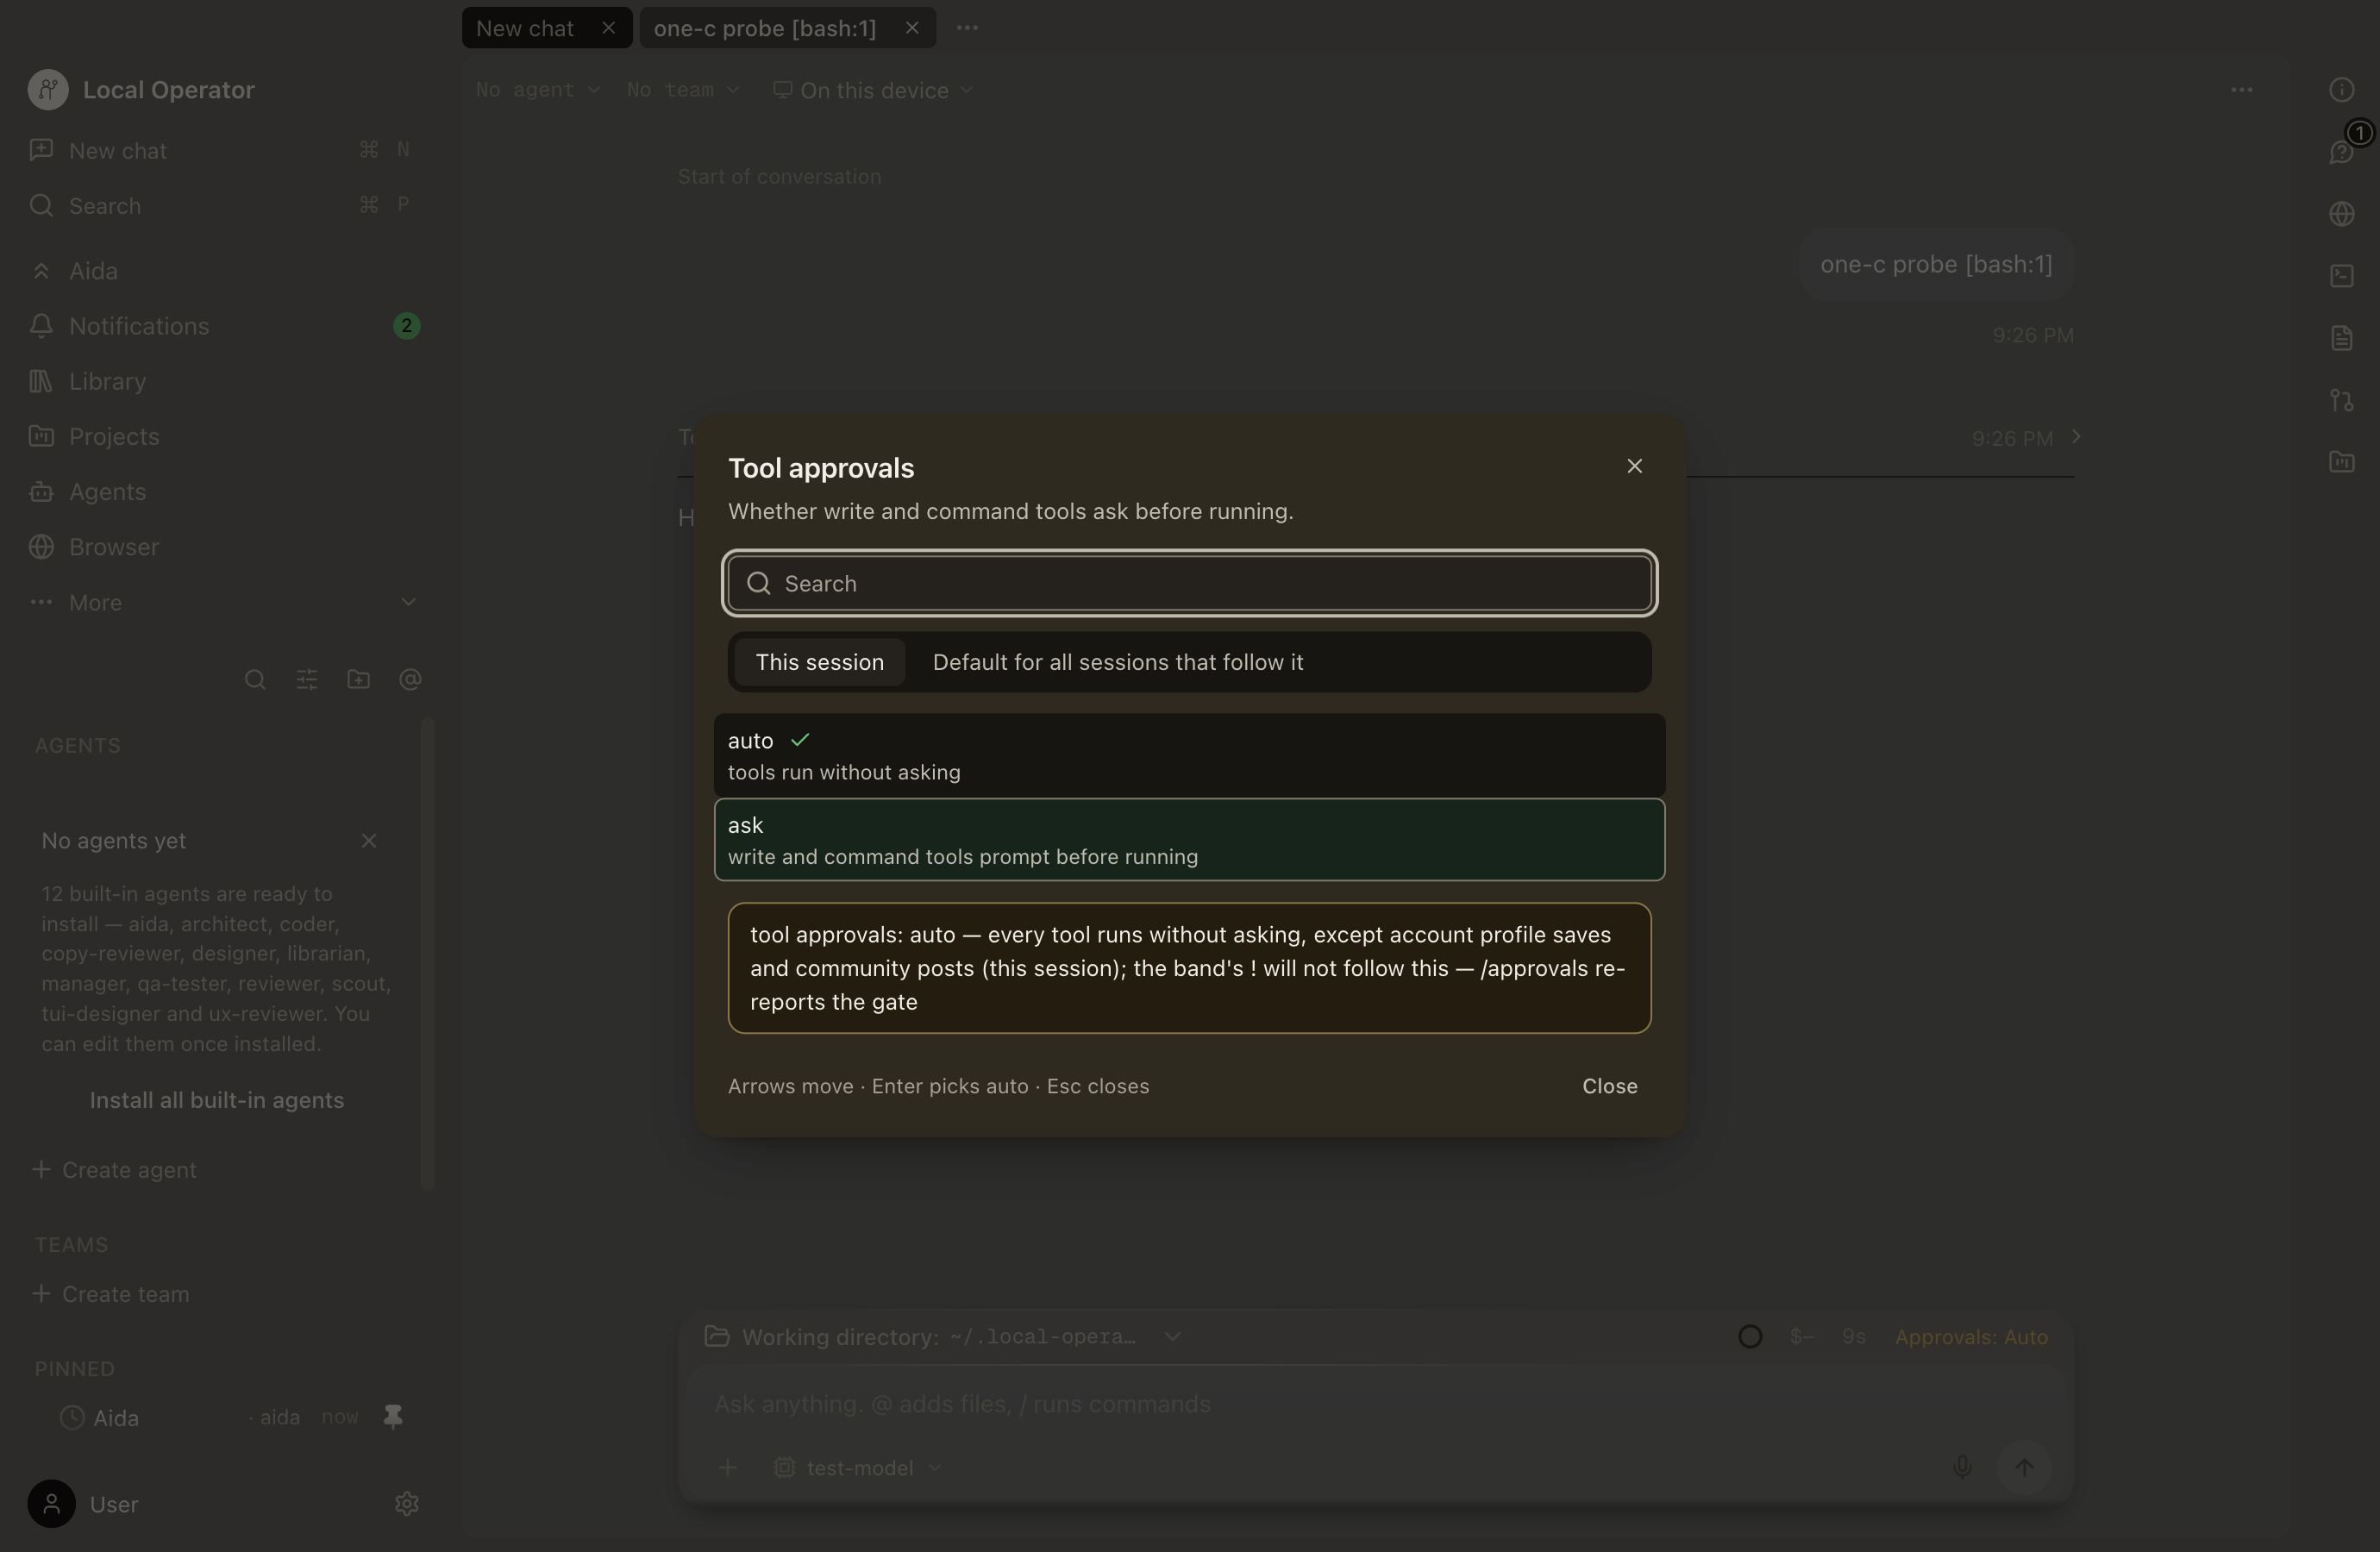 New chat
one-c probe [bash:1]
Local Operator
No agent
No team
On this device
New chat ⌘ N
Search ⌘ P
Aida
Notifications 2
Library
Projects
Agents
Browser
More
AGENTS
No agents yet
12 built-in agents are ready to
install — aida, architect, coder,
copy-reviewer, designer, librarian,
manager, qa-tester, reviewer, scout,
tui-designer and ux-reviewer. You
can edit them once installed.
Install all built-in agents
Create agent
TEAMS
Create team
PINNED
Aida · aida now
User
Start of conversation
one-c probe [bash:1]
9:26 PM
9:26 PM
Tool approvals
Whether write and command tools ask before running.
Search
This session
Default for all sessions that follow it
auto
tools run without asking
ask
write and command tools prompt before running
tool approvals: auto — every tool runs without asking, except account profile saves
and community posts (this session); the band's ! will not follow this — /approvals re-
reports the gate
Arrows move · Enter picks auto · Esc closes
Close
Working directory: ~/.local-opera…
$— 9s Approvals: Auto
Ask anything. @ adds files, / runs commands
test-model
1